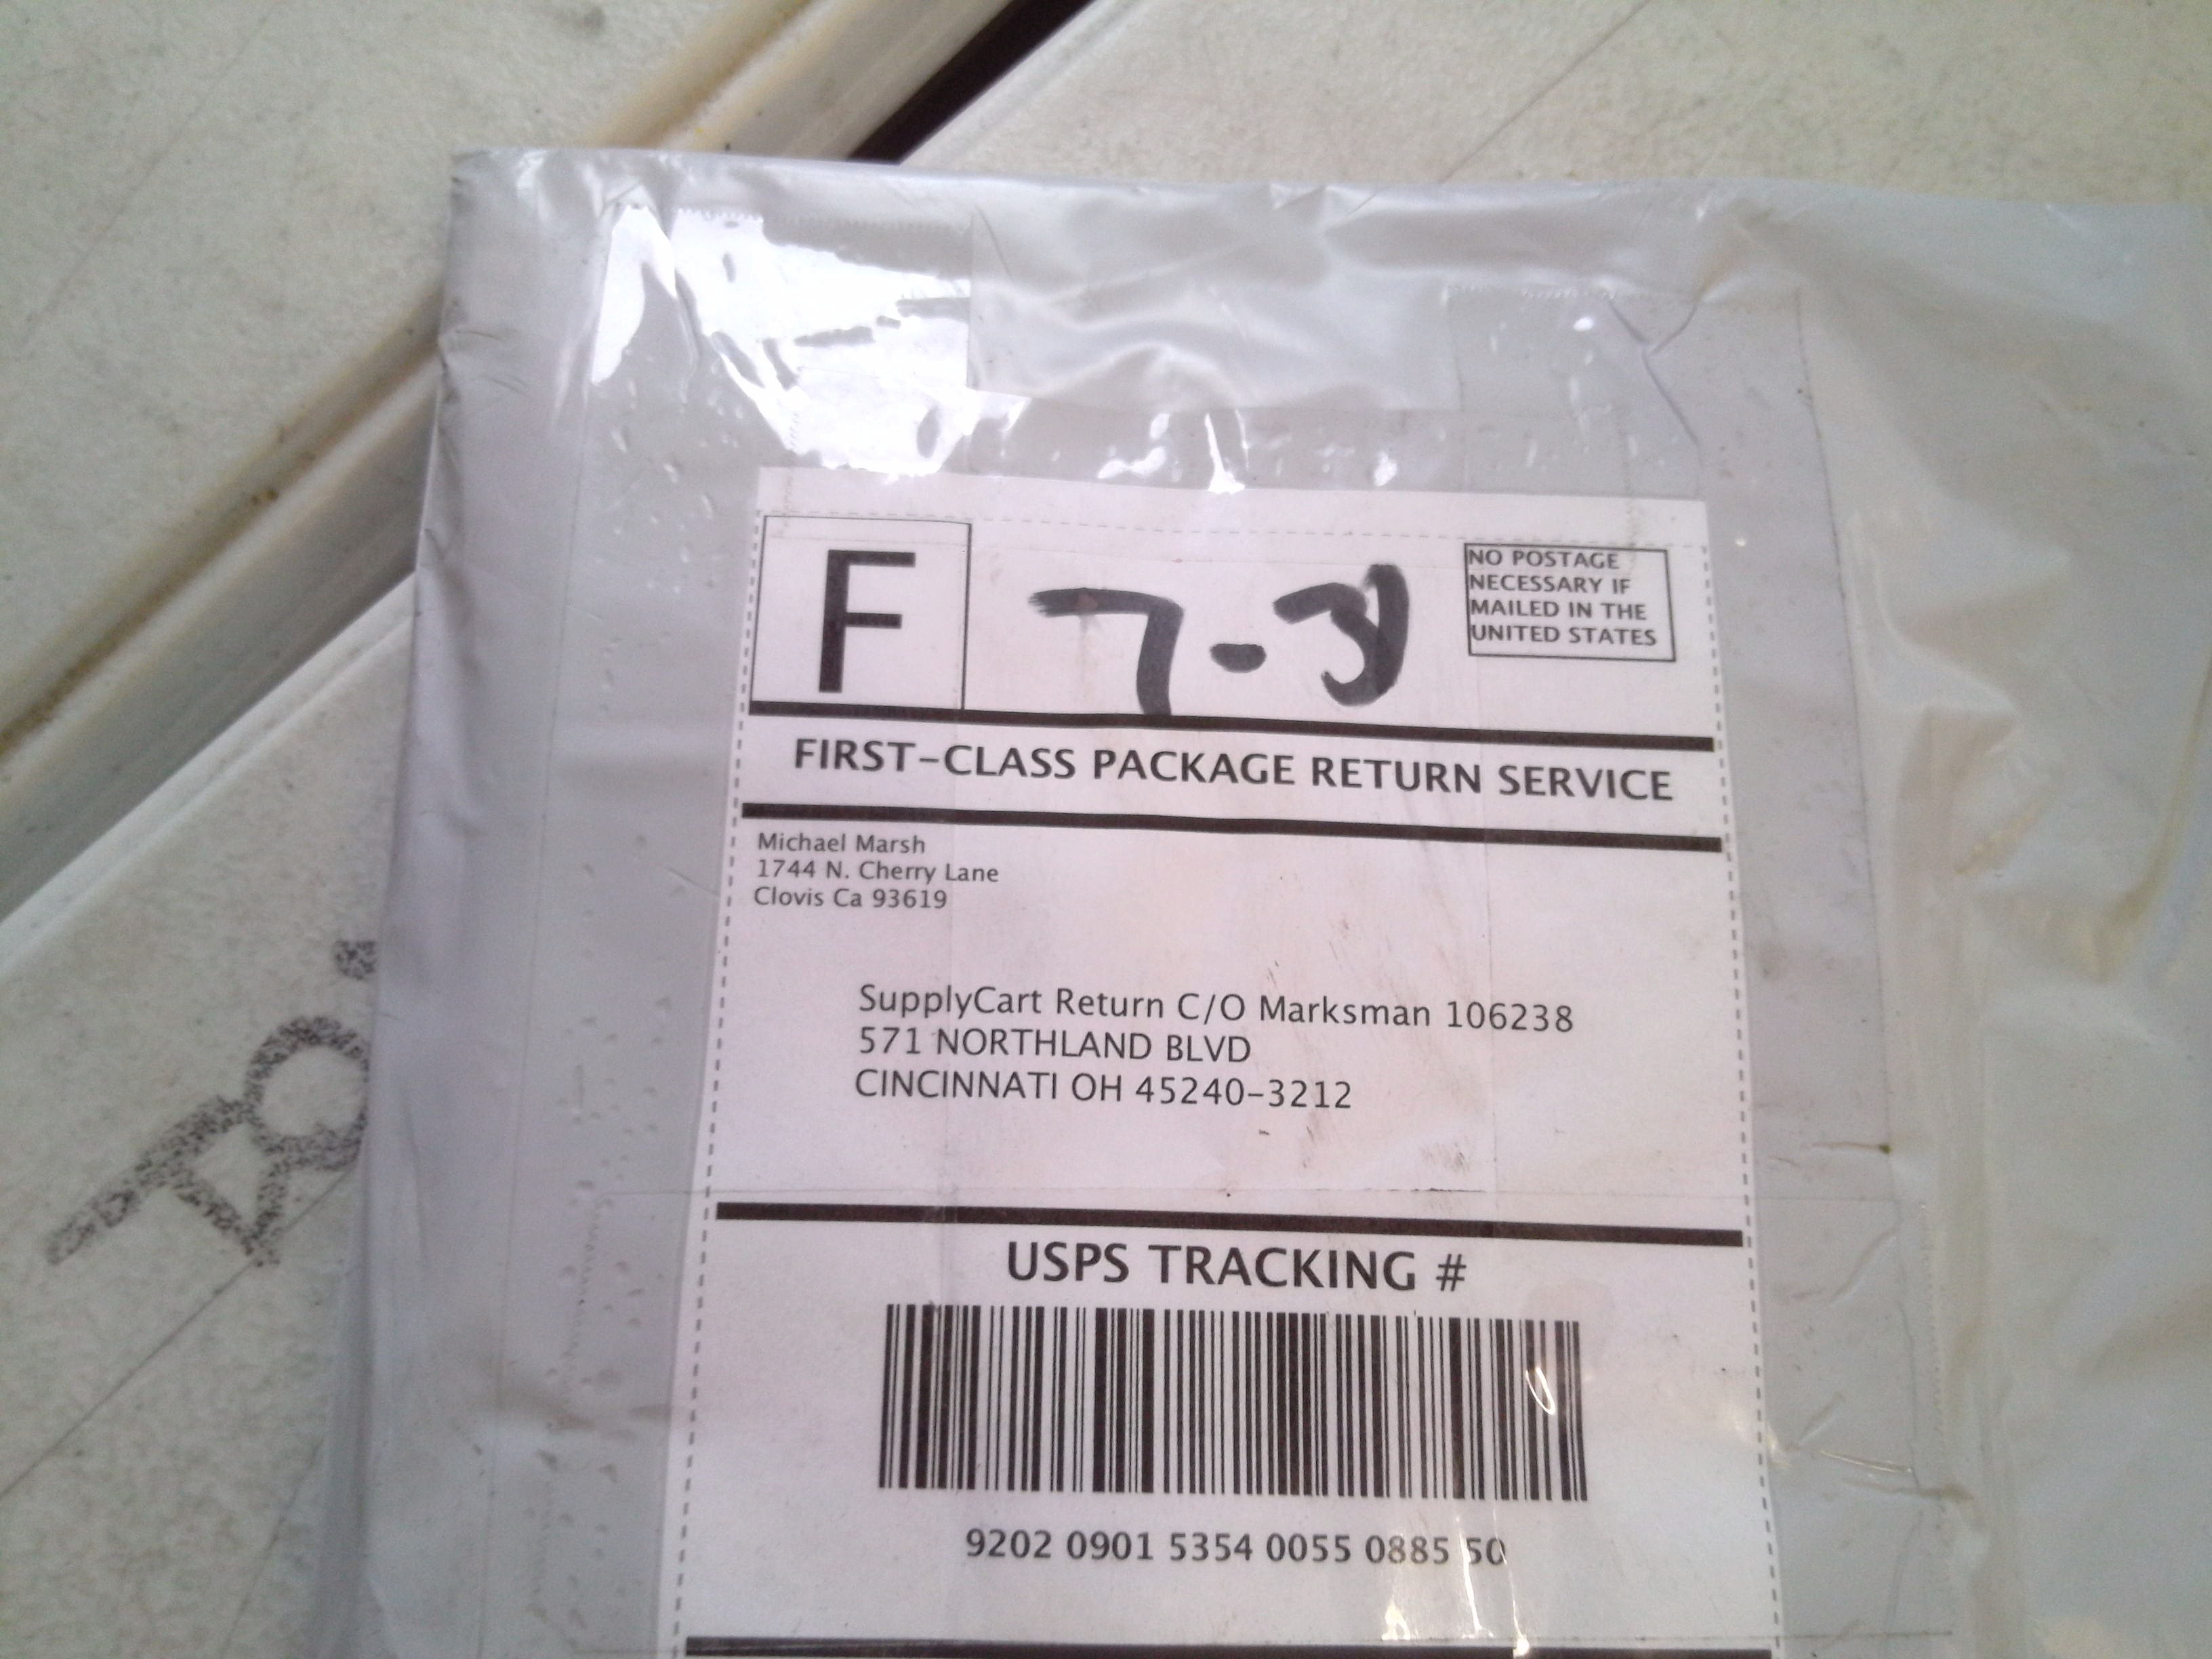 F
7-31
NO POSTAGE
NECESSARY IF
MAILED IN THE
UNITED STATES
FIRST-CLASS PACKAGE RETURN SERVICE
Michael Marsh
1744 N. Cherry Lane
Clovis Ca 93619
SupplyCart Return C/O Marksman 106238
571 NORTHLAND BLVD
CINCINNATI OH 45240-3212
USPS TRACKING #
9202 0901 5354 0055 0885 50